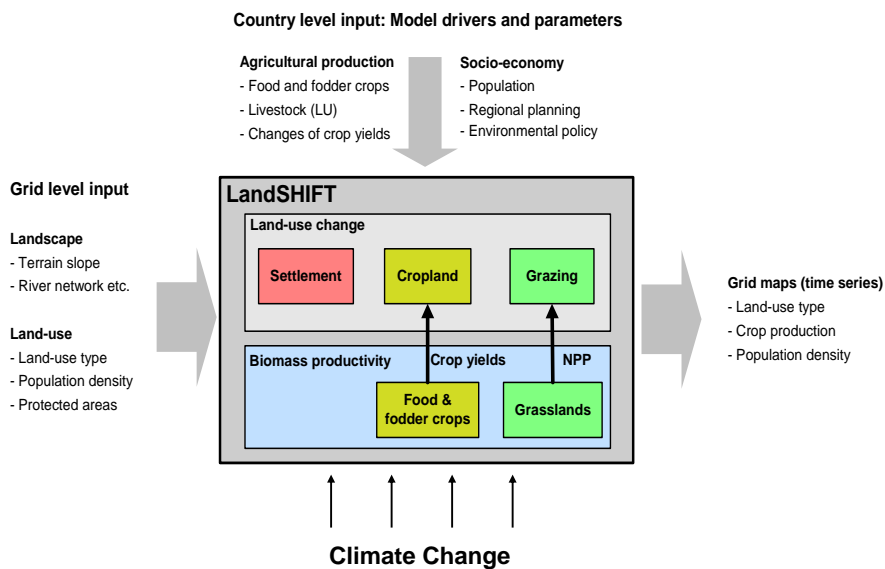 Country level input: Model drivers and parameters
Agricultural production
- Food and fodder crops
- Livestock (LU)
- Changes of crop yields
Socio-economy
- Population
- Regional planning
- Environmental policy
Grid level input
Landscape
- Terrain slope
- River network etc.
Land-use
- Land-use type
- Population density
- Protected areas
LandSHIFT
Land-use change
Settlement
Cropland
Grazing
Biomass productivity
Crop yields
NPP
Food &
fodder crops
Grasslands
Grid maps (time series)
- Land-use type
- Crop production
- Population density
Climate Change